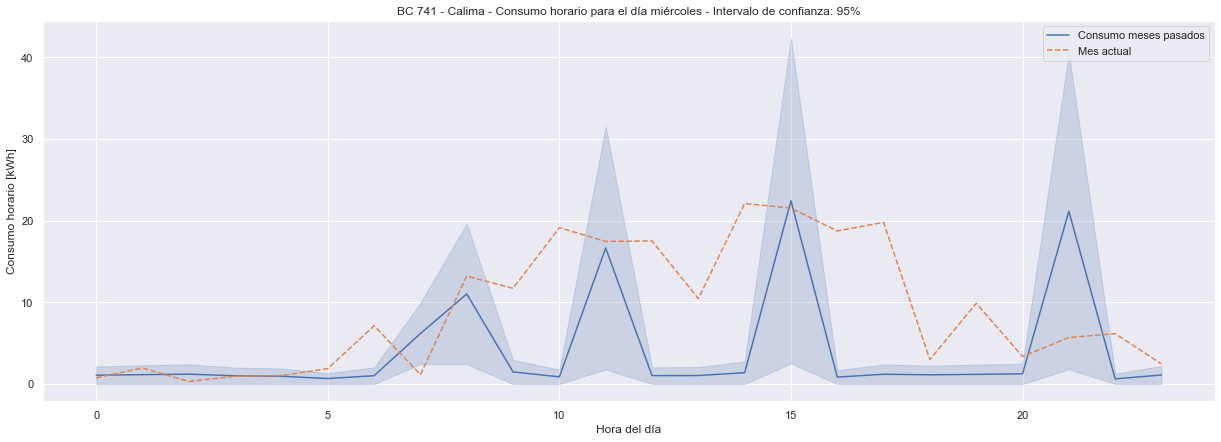 BC 741 - Calima - Consumo horario para el día miércoles - Intervalo de confianza: 95%
Consumo meses pasados
Mes actual
Consumo horario [kWh]
40
30
20
10
0
0 5 10 15 20
Hora del día